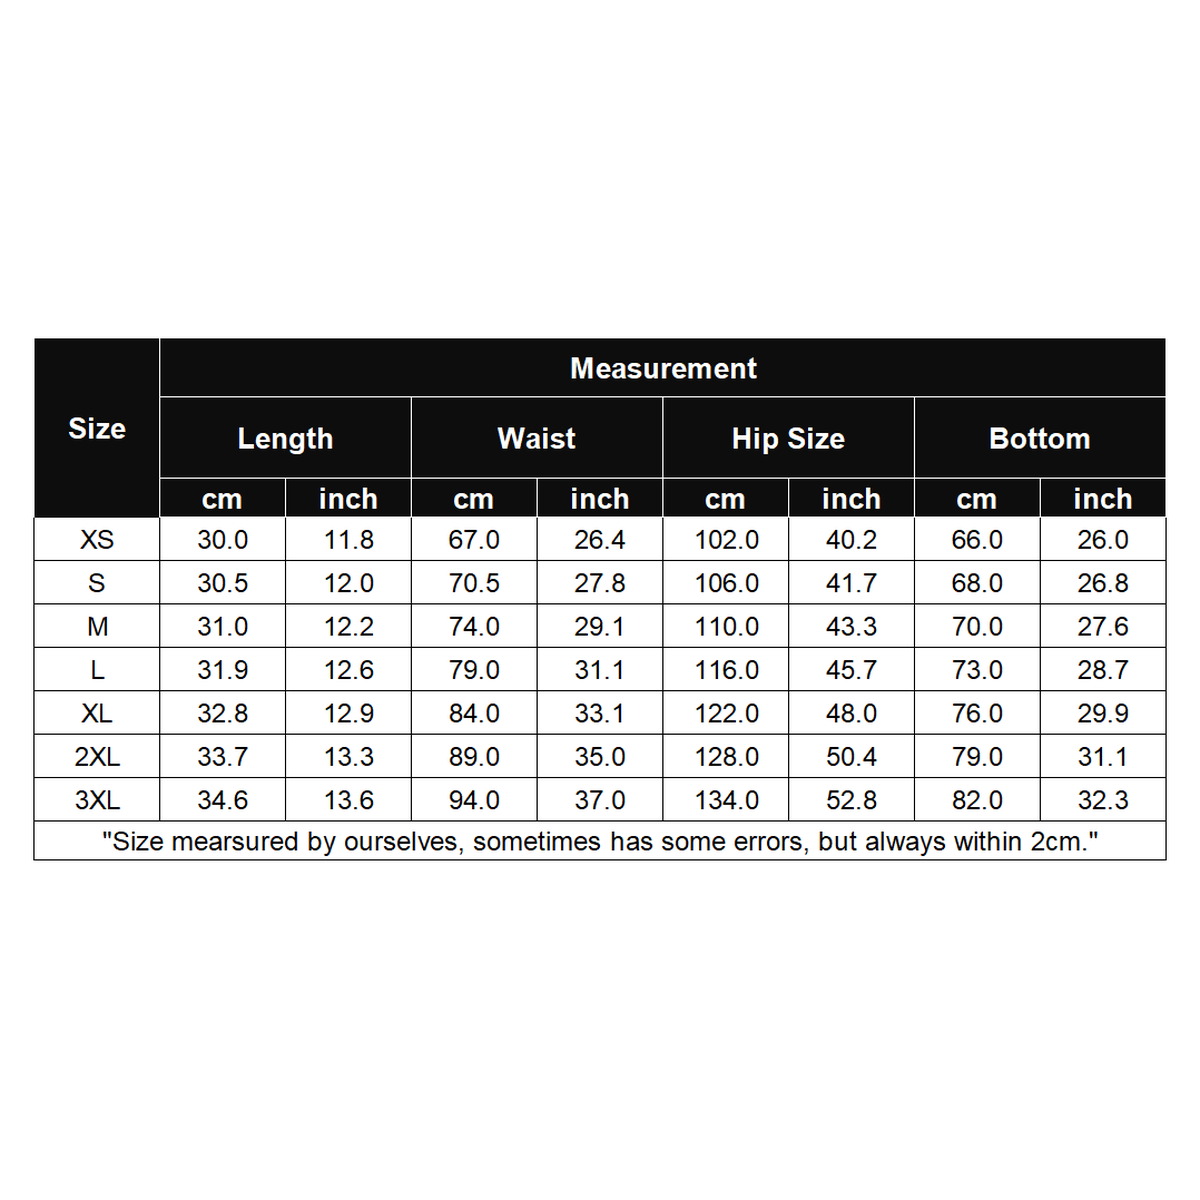 Measurement
Size
Length Waist Hip Size Bottom
cm inch cm inch cm inch cm inch
XS 30.0 11.8 67.0 26.4 102.0 40.2 66.0 26.0
S 30.5 12.0 70.5 27.8 106.0 41.7 68.0 26.8
M 31.0 12.2 74.0 29.1 110.0 43.3 70.0 27.6
L 31.9 12.6 79.0 31.1 116.0 45.7 73.0 28.7
XL 32.8 12.9 84.0 33.1 122.0 48.0 76.0 29.9
2XL 33.7 13.3 89.0 35.0 128.0 50.4 79.0 31.1
3XL 34.6 13.6 94.0 37.0 134.0 52.8 82.0 32.3
"Size mearsured by ourselves, sometimes has some errors, but always within 2cm."